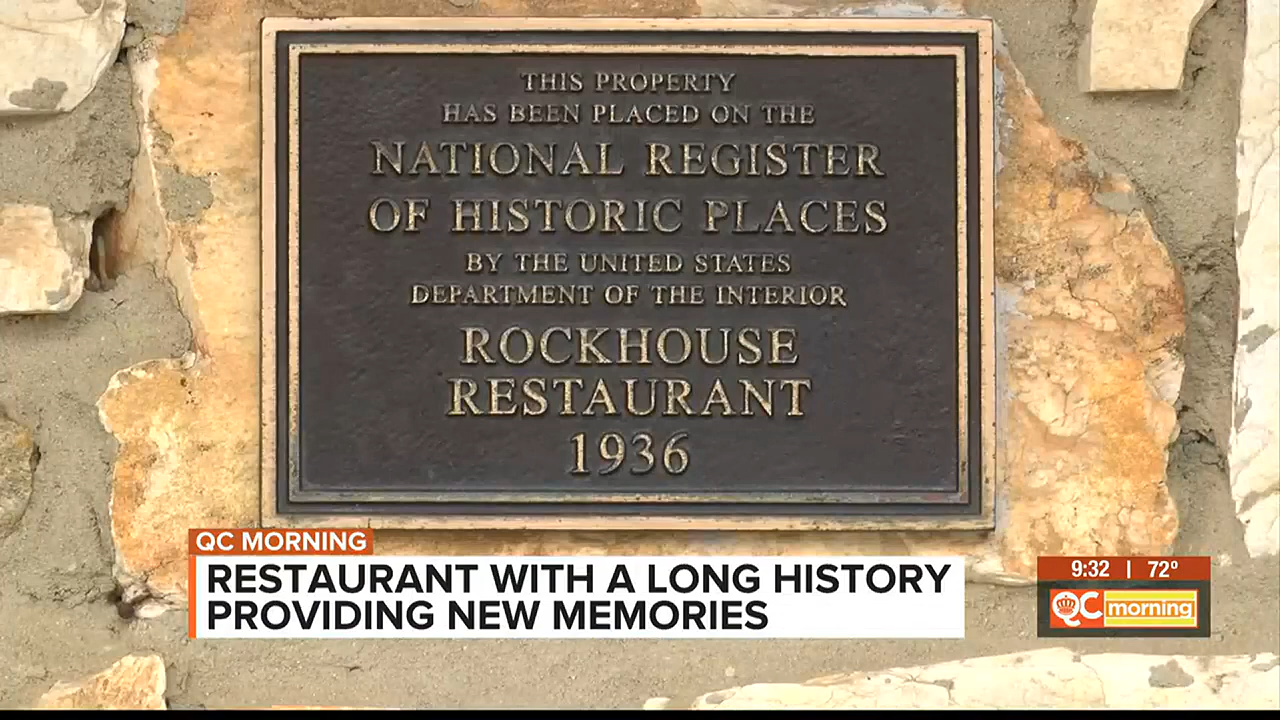 THIS PROPERTY
HAS BEEN PLACED ON THE
NATIONAL REGISTER
OF HISTORIC PLACES
BY THE UNITED STATES
DEPARTMENT OF THE INTERIOR
ROCKHOUSE
RESTAURANT
1936
QC MORNING
RESTAURANT WITH A LONG HISTORY
PROVIDING NEW MEMORIES
9:32 | 72º
QC morning